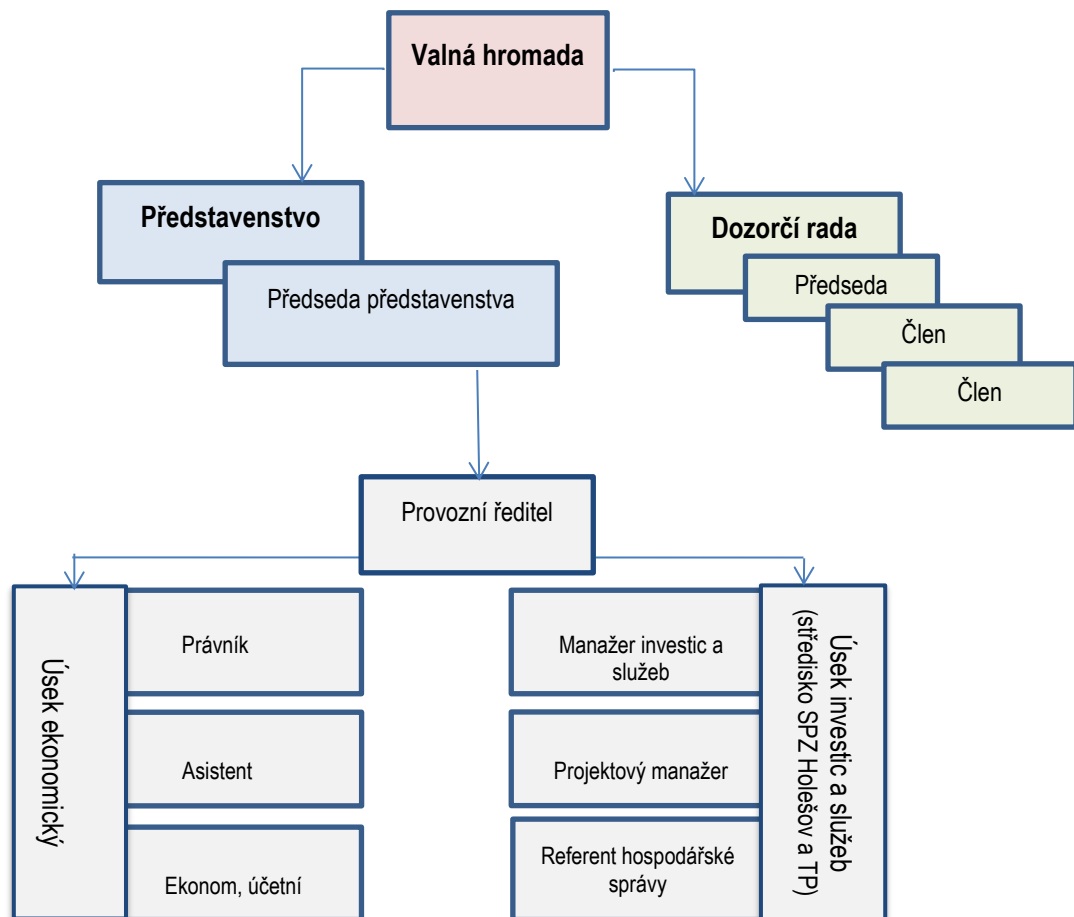 Valná hromada
Představenstvo
Předseda představenstva
Dozorčí rada
Předseda
Člen
Člen
Provozní ředitel
Úsek ekonomický
Právník
Asistent
Ekonom, účetní
Manažer investic a
služeb
Projektový manažer
Referent hospodářské
správy
Úsek investic a služeb
(středisko SPZ Holešov a TP)